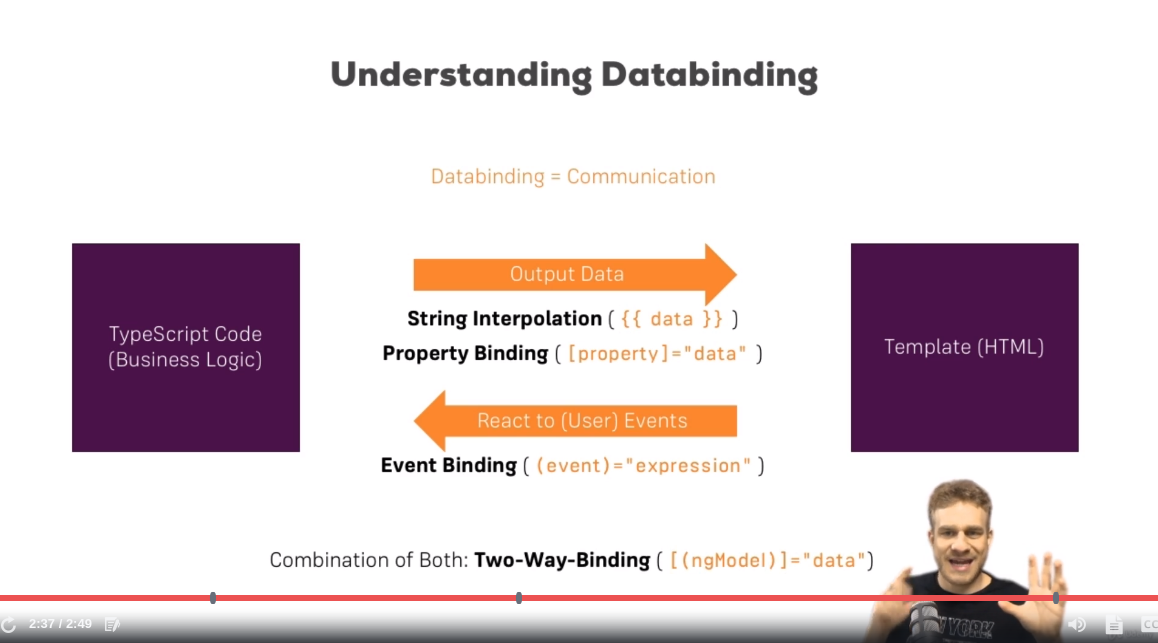 Understanding Databinding
Databinding = Communication
TypeScript Code
(Business Logic)
Output Data
String Interpolation ( {{ data }} )
Property Binding ( [property]="data" )
Template (HTML)
React to (User) Events
Event Binding ( (event)="expression" )
Combination of Both: Two-Way-Binding ( [(ngModel)]="data")
YORK
2:37 / 2:49
CC